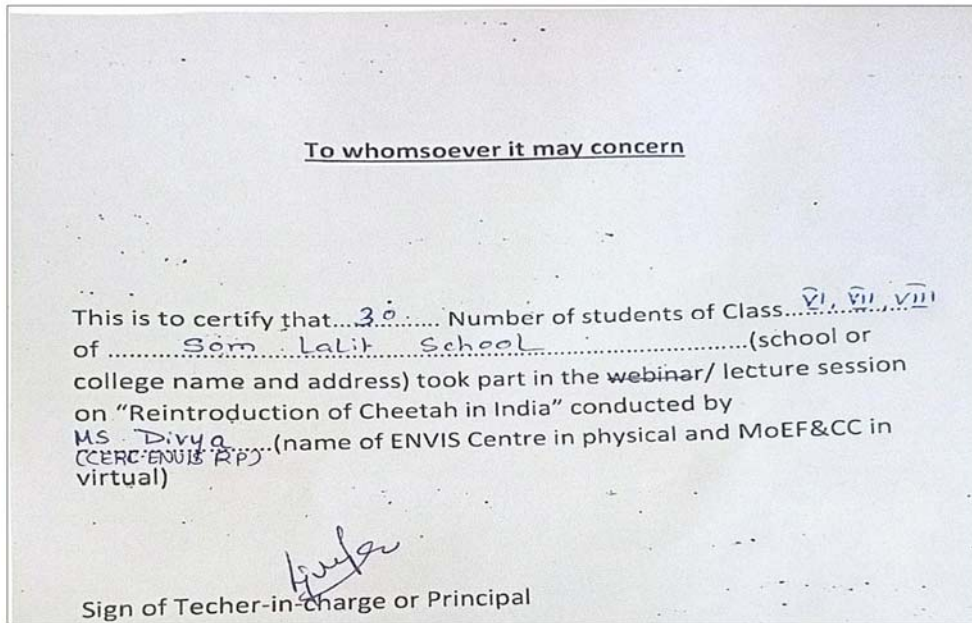 To whomsoever it may concern
This is to certify that...30......... Number of students of Class...VI, VII, VIII
of ...........Som Lalit School.......................................(school or
college name and address) took part in the webinar/ lecture session
on “Reintroduction of Cheetah in India” conducted by
MS. Divya......(name of ENVIS Centre in physical and MoEF&CC in
(CERC-ENVIS RP)
virtual)
Sign of Techer-in-charge or Principal